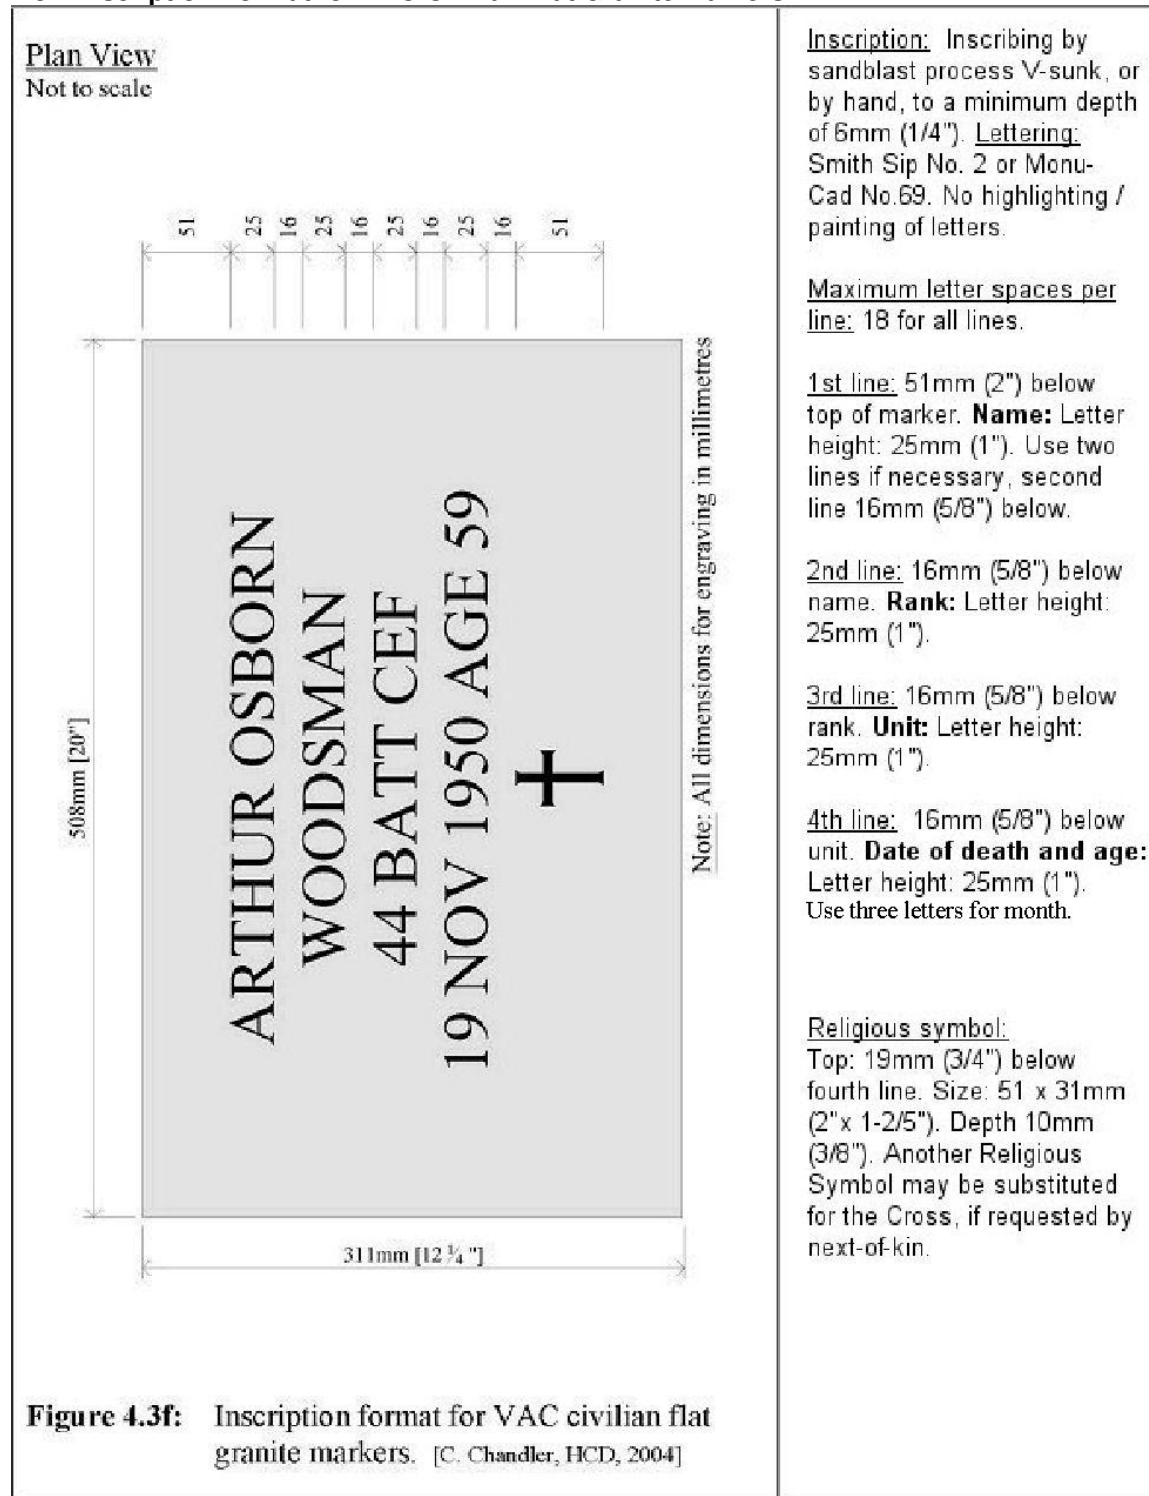 Plan View
Not to scale
51
25
16
25
16
25
16
25
16
51
508mm [20"]
ARTHUR OSBORN
WOODSMAN
44 BATT CEF
19 NOV 1950 AGE 59
Note: All dimensions for engraving in millimetres
311mm [12 ¼ "]
Figure 4.3f: Inscription format for VAC civilian flat
granite markers. [C. Chandler, HCD, 2004]
Inscription: Inscribing by
sandblast process V-sunk, or
by hand, to a minimum depth
of 6mm (1/4"). Lettering:
Smith Sip No. 2 or Monu-
Cad No.69. No highlighting /
painting of letters.
Maximum letter spaces per
line: 18 for all lines.
1st line: 51mm (2") below
top of marker. Name: Letter
height: 25mm (1"). Use two
lines if necessary, second
line 16mm (5/8") below.
2nd line: 16mm (5/8") below
name. Rank: Letter height:
25mm (1").
3rd line: 16mm (5/8") below
rank. Unit: Letter height:
25mm (1").
4th line: 16mm (5/8") below
unit. Date of death and age:
Letter height: 25mm (1").
Use three letters for month.
Religious symbol:
Top: 19mm (3/4") below
fourth line. Size: 51 x 31mm
(2"x 1-2/5"). Depth 10mm
(3/8"). Another Religious
Symbol may be substituted
for the Cross, if requested by
next-of-kin.